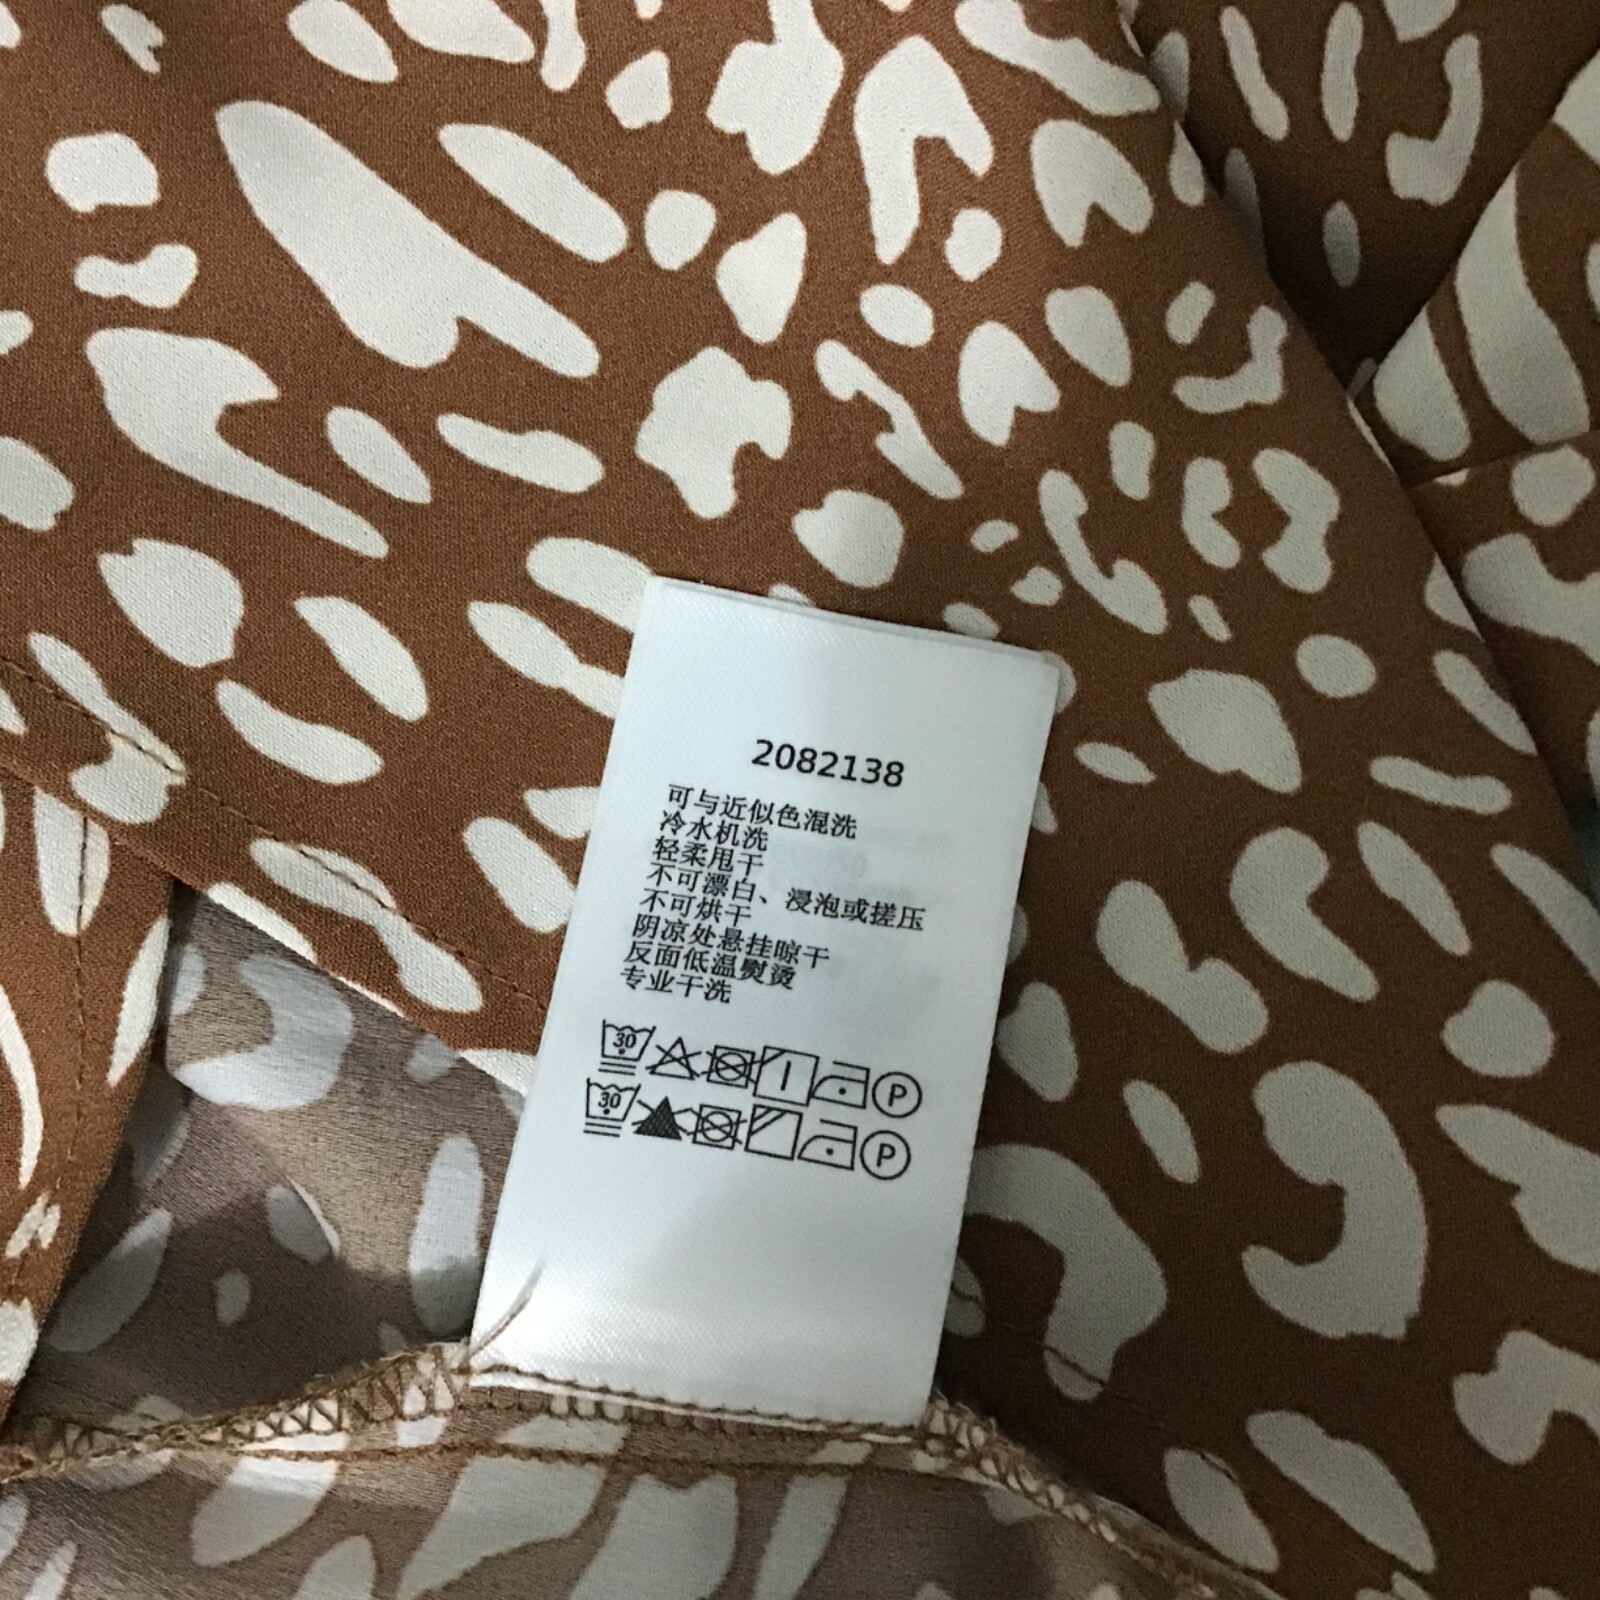 2082138
可与近似色混洗
冷水机洗
轻柔甩干
不可漂白、浸泡或搓压
不可烘干
阴凉处悬挂晾干
反面低温熨烫
专业干洗
30 P
30 P